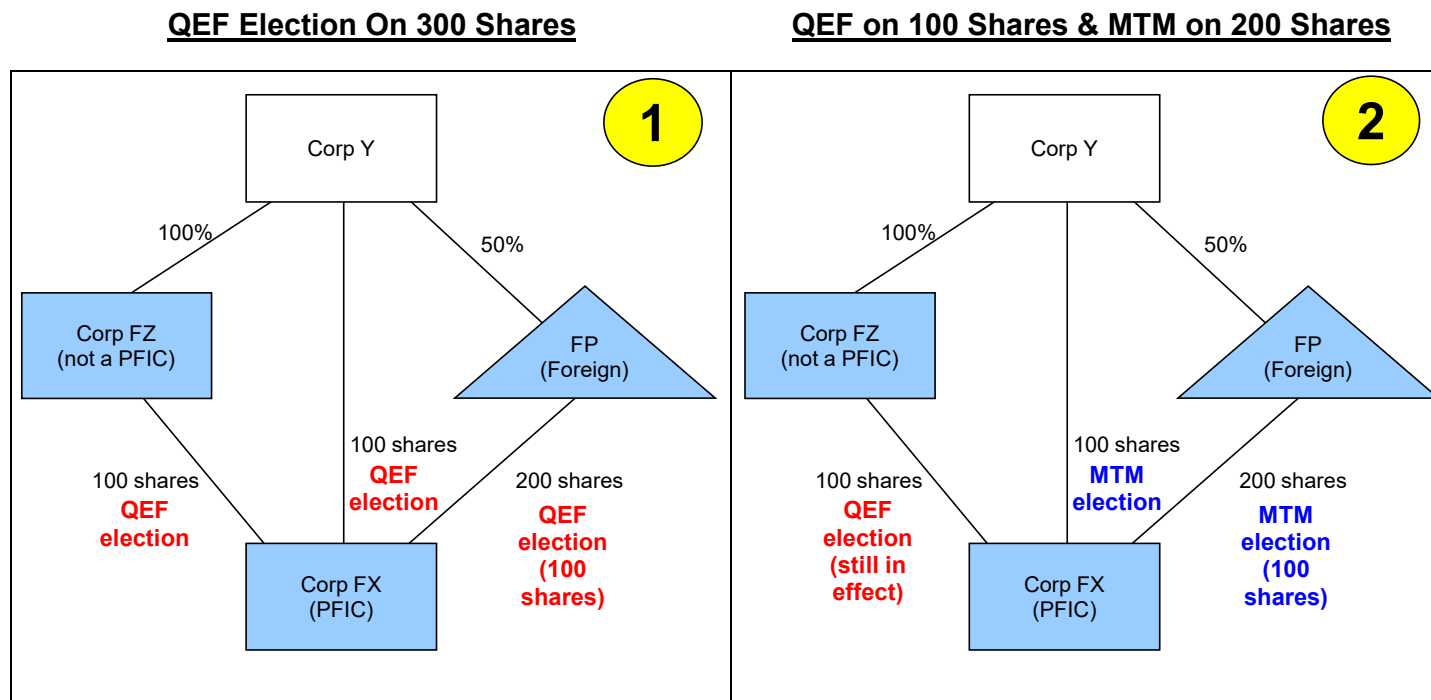 QEF Election On 300 Shares
1
Corp Y
100%
50%
Corp FZ
(not a PFIC)
FP
(Foreign)
100 shares
QEF
election
100 shares
QEF
election
200 shares
QEF
election
(100
shares)
Corp FX
(PFIC)
QEF on 100 Shares & MTM on 200 Shares
2
Corp Y
100%
50%
Corp FZ
(not a PFIC)
FP
(Foreign)
100 shares
QEF
election
(still in
effect)
100 shares
MTM
election
200 shares
MTM
election
(100
shares)
Corp FX
(PFIC)